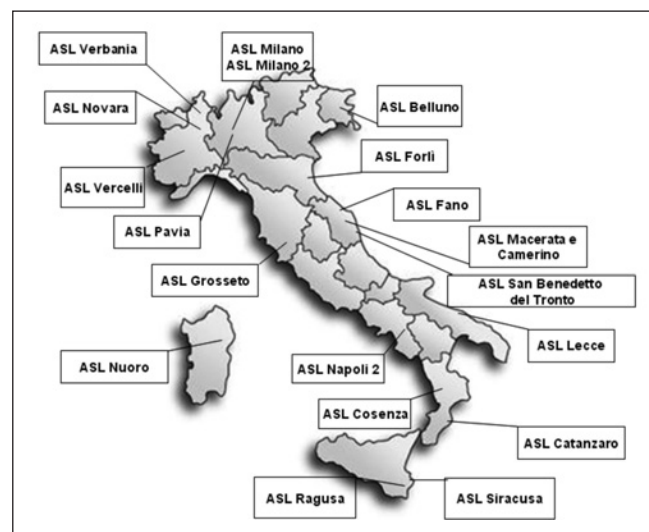 ASL Verbania
ASL Milano
ASL Milano 2
ASL Novara
ASL Belluno
ASL Forlì
ASL Vercelli
ASL Fano
ASL Pavia
ASL Macerata e
Camerino
ASL Grosseto
ASL San Benedetto
del Tronto
ASL Lecce
ASL Nuoro
ASL Napoli 2
ASL Cosenza
ASL Catanzaro
ASL Ragusa
ASL Siracusa